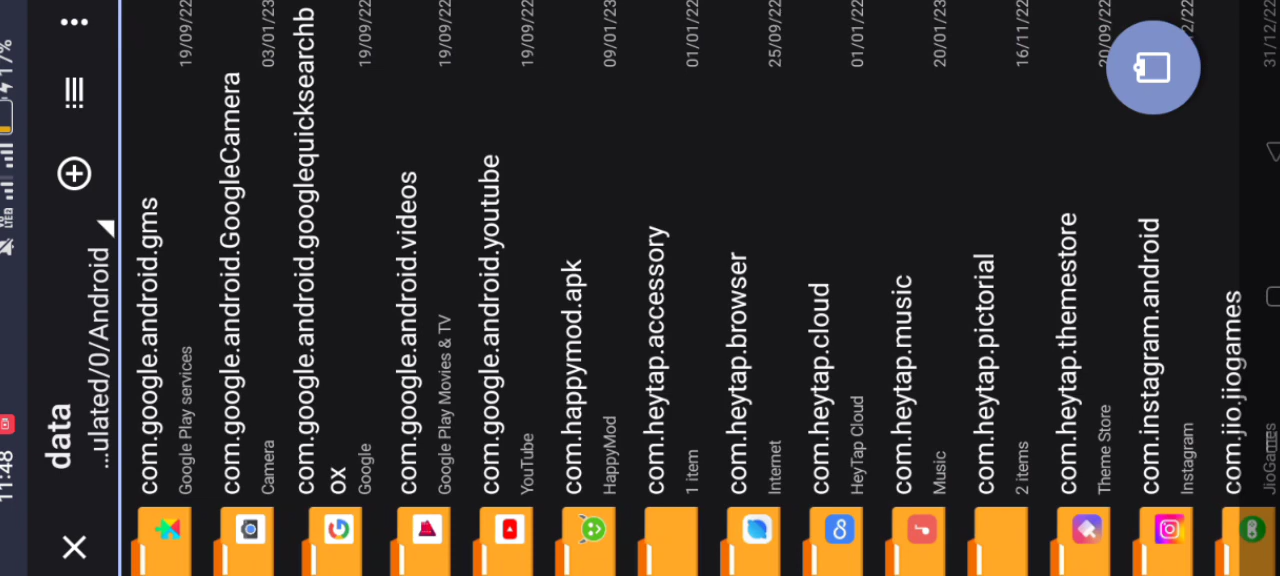 11:48
17%
data
...ulated/0/Android
com.google.android.gms
Google Play services
19/09/22
com.google.android.GoogleCamera
Camera
03/01/23
com.google.android.googlequicksearchb
ox
Google
19/09/22
com.google.android.videos
Google Play Movies & TV
19/09/22
com.google.android.youtube
YouTube
19/09/22
com.happymod.apk
HappyMod
09/01/23
com.heytap.accessory
1 item
01/01/22
com.heytap.browser
Internet
25/09/22
com.heytap.cloud
HeyTap Cloud
01/01/22
com.heytap.music
Music
20/01/23
com.heytap.pictorial
2 items
16/11/22
com.heytap.themestore
Theme Store
20/09/22
com.instagram.android
Instagram
2/22
com.jio.jiogames
JioGames
31/12/22